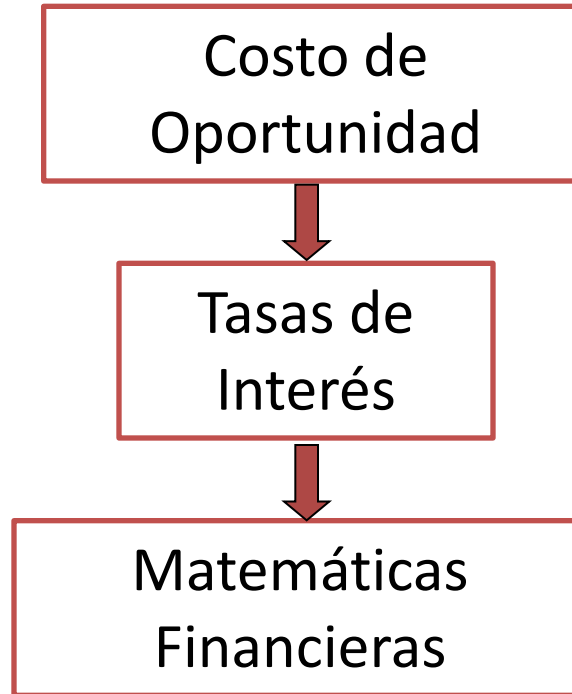 Costo de
Oportunidad
Tasas de
Interés
Matemáticas
Financieras